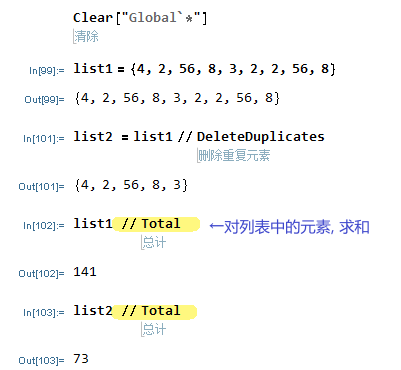 Clear["Global`*"]
清除
In[99]:= list1 = {4, 2, 56, 8, 3, 2, 2, 56, 8}
Out[99]= {4, 2, 56, 8, 3, 2, 2, 56, 8}
In[101]:= list2 = list1 // DeleteDuplicates
删除重复元素
Out[101]= {4, 2, 56, 8, 3}
In[102]:= list1 // Total ←对列表中的元素, 求和
总计
Out[102]= 141
In[103]:= list2 // Total
总计
Out[103]= 73